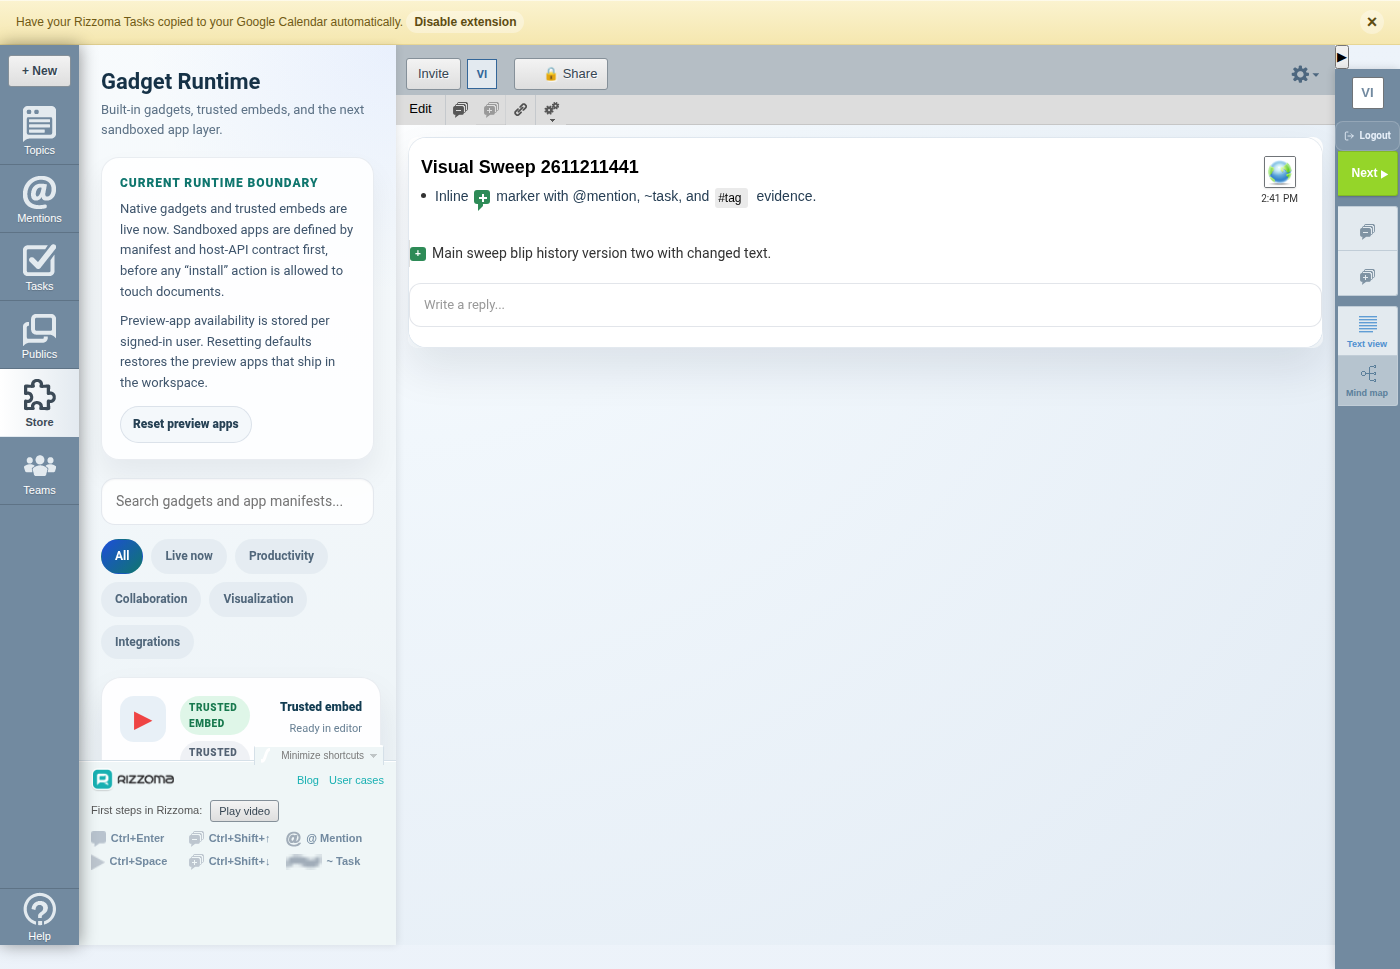 Have your Rizzoma Tasks copied to your Google Calendar automatically. Disable extension ×
+ New
Topics
Mentions
Tasks
Publics
Store
Teams
Help
Gadget Runtime
Built-in gadgets, trusted embeds, and the next
sandboxed app layer.
CURRENT RUNTIME BOUNDARY
Native gadgets and trusted embeds are
live now. Sandboxed apps are defined by
manifest and host-API contract first,
before any “install” action is allowed to
touch documents.
Preview-app availability is stored per
signed-in user. Resetting defaults
restores the preview apps that ship in
the workspace.
Reset preview apps
Search gadgets and app manifests...
All Live now Productivity
Collaboration Visualization
Integrations
TRUSTED
EMBED
Trusted embed
Ready in editor
TRUSTED
Minimize shortcuts
RIZZOMA
Blog User cases
First steps in Rizzoma: Play video
Ctrl+Enter Ctrl+Shift+↑ @ Mention
Ctrl+Space Ctrl+Shift+↓ ~ Task
Invite VI Share
Edit
Visual Sweep 2611211441
• Inline marker with @mention, ~task, and #tag evidence.
2:41 PM
Main sweep blip history version two with changed text.
Write a reply...
VI
Logout
Next
Text view
Mind map